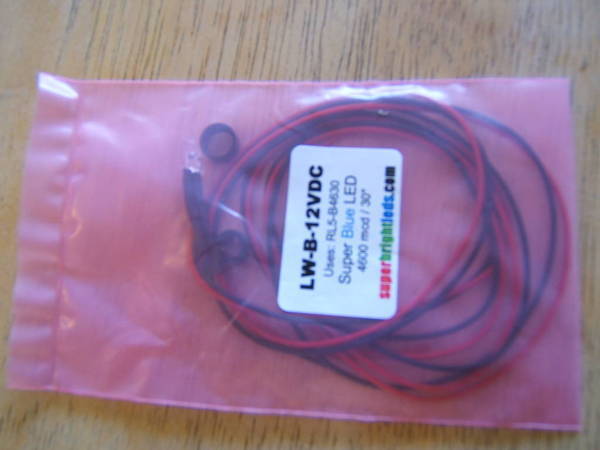 LW-B-12VDC
Uses: RL5-B4630
Super Blue LED
4600 mcd / 30°
superbrightleds.com